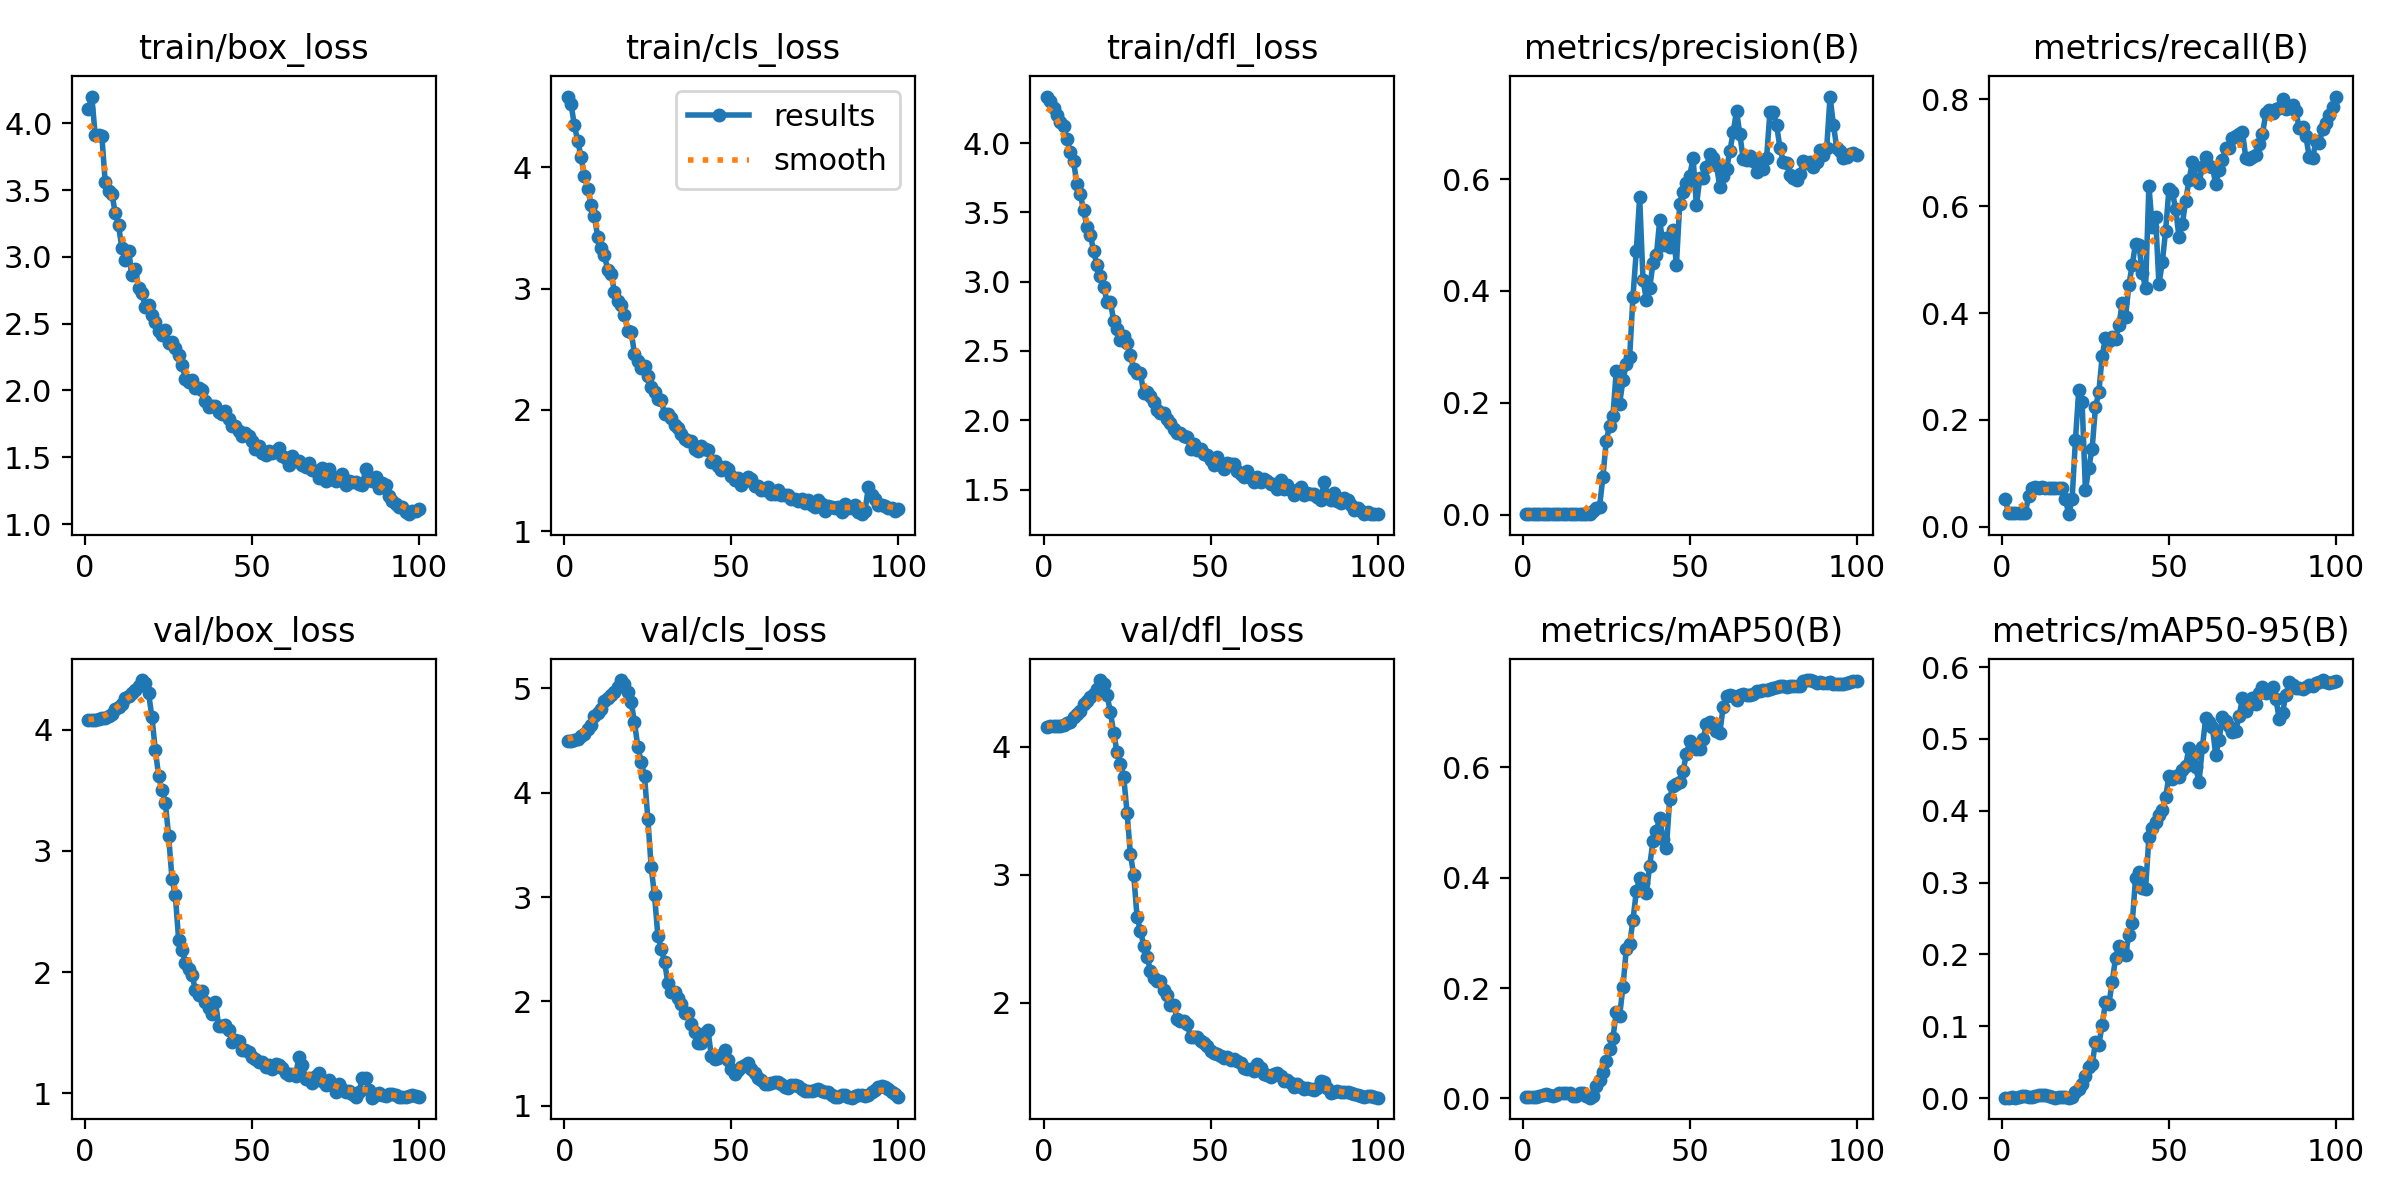 train/box_loss
4.0
3.5
3.0
2.5
2.0
1.5
1.0
0 50 100
train/cls_loss
results
smooth
4
3
2
1
0 50 100
train/dfl_loss
4.0
3.5
3.0
2.5
2.0
1.5
0 50 100
metrics/precision(B)
0.6
0.4
0.2
0.0
0 50 100
metrics/recall(B)
0.8
0.6
0.4
0.2
0.0
0 50 100
val/box_loss
4
3
2
1
0 50 100
val/cls_loss
5
4
3
2
1
0 50 100
val/dfl_loss
4
3
2
0 50 100
metrics/mAP50(B)
0.6
0.4
0.2
0.0
0 50 100
metrics/mAP50-95(B)
0.6
0.5
0.4
0.3
0.2
0.1
0.0
0 50 100